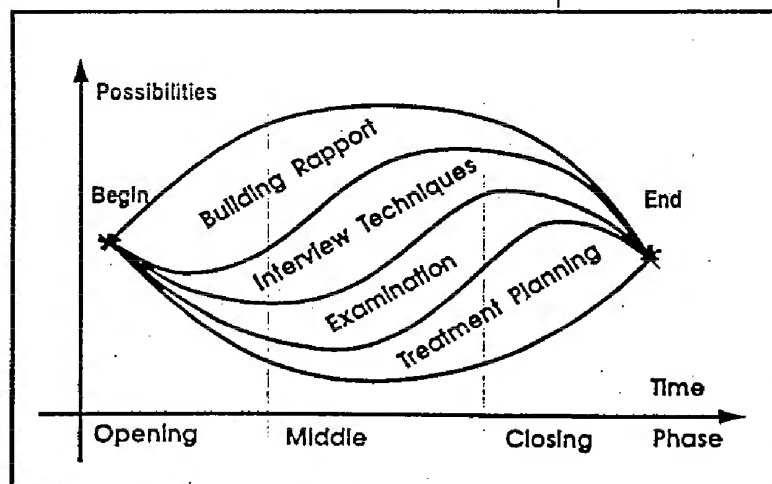 Possibilities
Begin
Building Rapport
Interview Techniques
End
Examination
Treatment Planning
Time
Opening
Middle
Closing
Phase